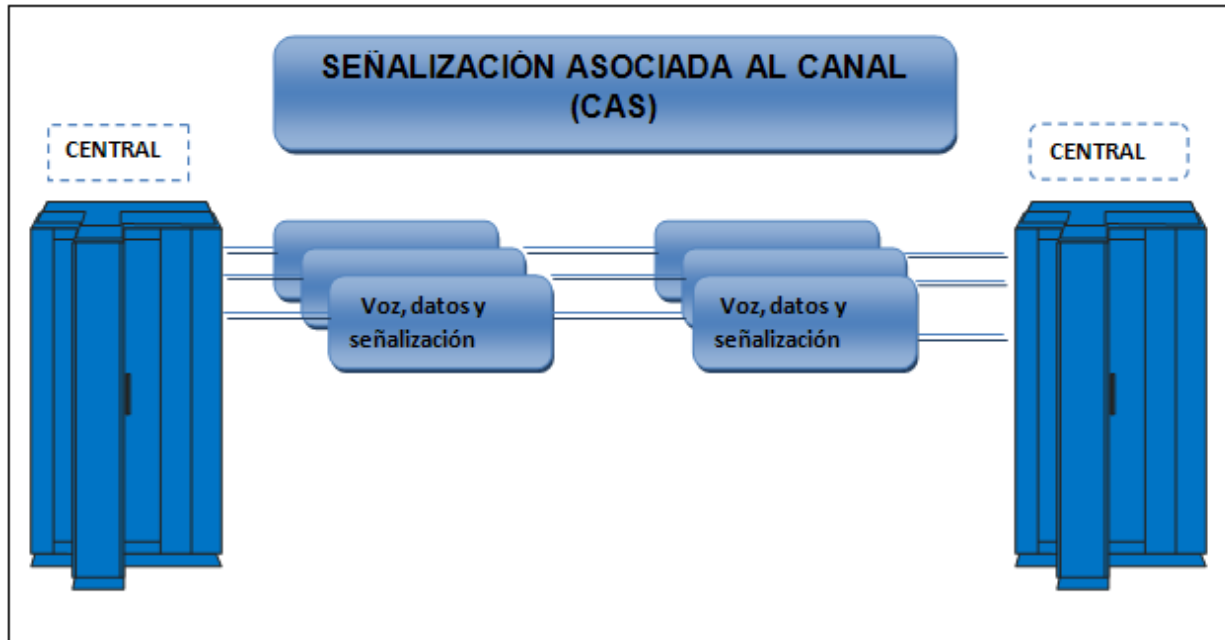 SEÑALIZACIÓN ASOCIADA AL CANAL
(CAS)
CENTRAL
CENTRAL
Voz, datos y
señalización
Voz, datos y
señalización